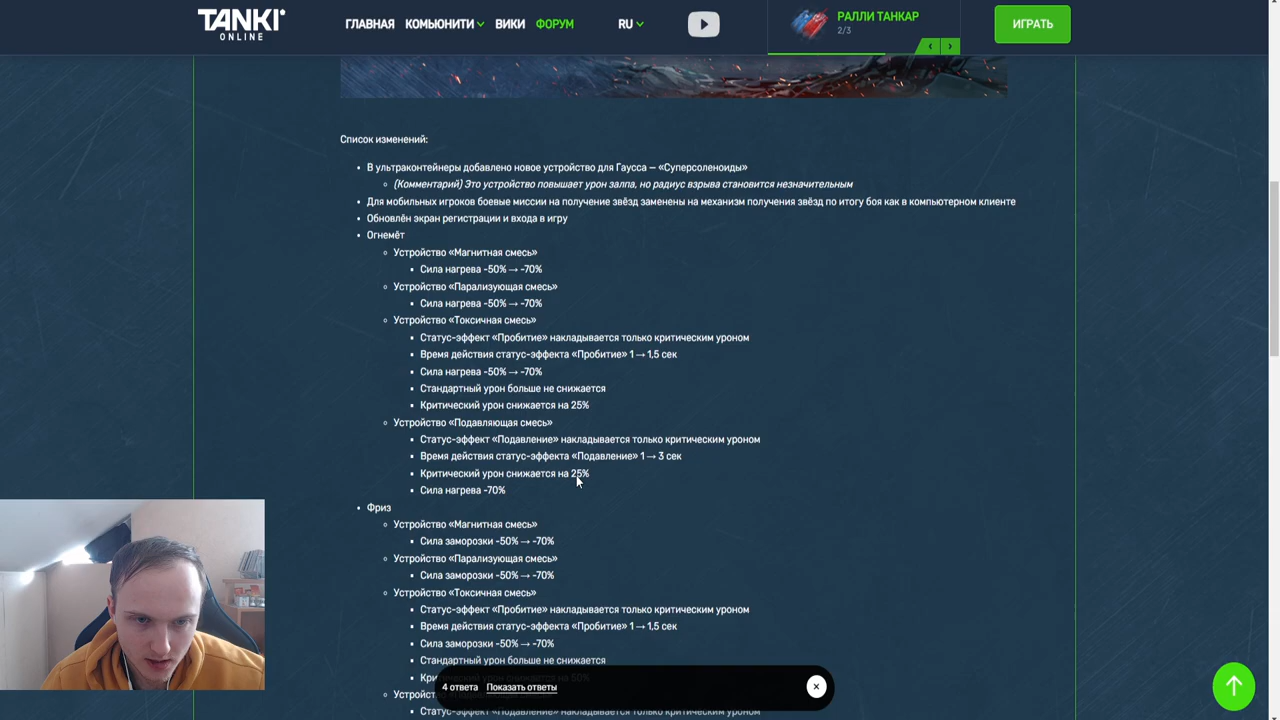 TANKI
ONLINE
ГЛАВНАЯ
КОМЬЮНИТИ
ВИКИ
ФОРУМ
RU
РАЛЛИ ТАНКАР
2/3
ИГРАТЬ
Список изменений:
В ультраконтейнеры добавлено новое устройство для Гаусса — «Суперсоленоиды»
(Комментарий) Это устройство повышает урон залпа, но радиус взрыва становится незначительным
Для мобильных игроков боевые миссии на получение звёзд заменены на механизм получения звёзд по итогу боя как в компьютерном клиенте
Обновлён экран регистрации и входа в игру
Огнемёт
Устройство «Магнитная смесь»
Сила нагрева -50% → -70%
Устройство «Парализующая смесь»
Сила нагрева -50% → -70%
Устройство «Токсичная смесь»
Статус-эффект «Пробитие» накладывается только критическим уроном
Время действия статус-эффекта «Пробитие» 1 → 1,5 сек
Сила нагрева -50% → -70%
Стандартный урон больше не снижается
Критический урон снижается на 25%
Устройство «Подавляющая смесь»
Статус-эффект «Подавление» накладывается только критическим уроном
Время действия статус-эффекта «Подавление» 1 → 3 сек
Критический урон снижается на 25%
Сила нагрева -70%
Фриз
Устройство «Магнитная смесь»
Сила заморозки -50% → -70%
Устройство «Парализующая смесь»
Сила заморозки -50% → -70%
Устройство «Токсичная смесь»
Статус-эффект «Пробитие» накладывается только критическим уроном
Время действия статус-эффекта «Пробитие» 1 → 1,5 сек
Сила заморозки -50% → -70%
Стандартный урон больше не снижается
4 ответа Показать ответы
Статус-эффект «Подавление» накладывается только критическим уроном